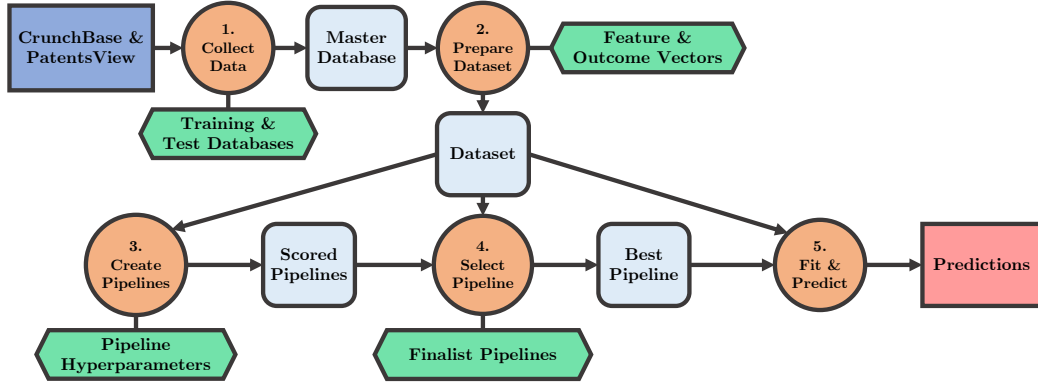 CrunchBase &
PatentsView
1.
Collect
Data
Master
Database
2.
Prepare
Dataset
Feature &
Outcome Vectors
Training &
Test Databases
Dataset
3.
Create
Pipelines
Scored
Pipelines
4.
Select
Pipeline
Best
Pipeline
5.
Fit &
Predict
Predictions
Pipeline
Hyperparameters
Finalist Pipelines